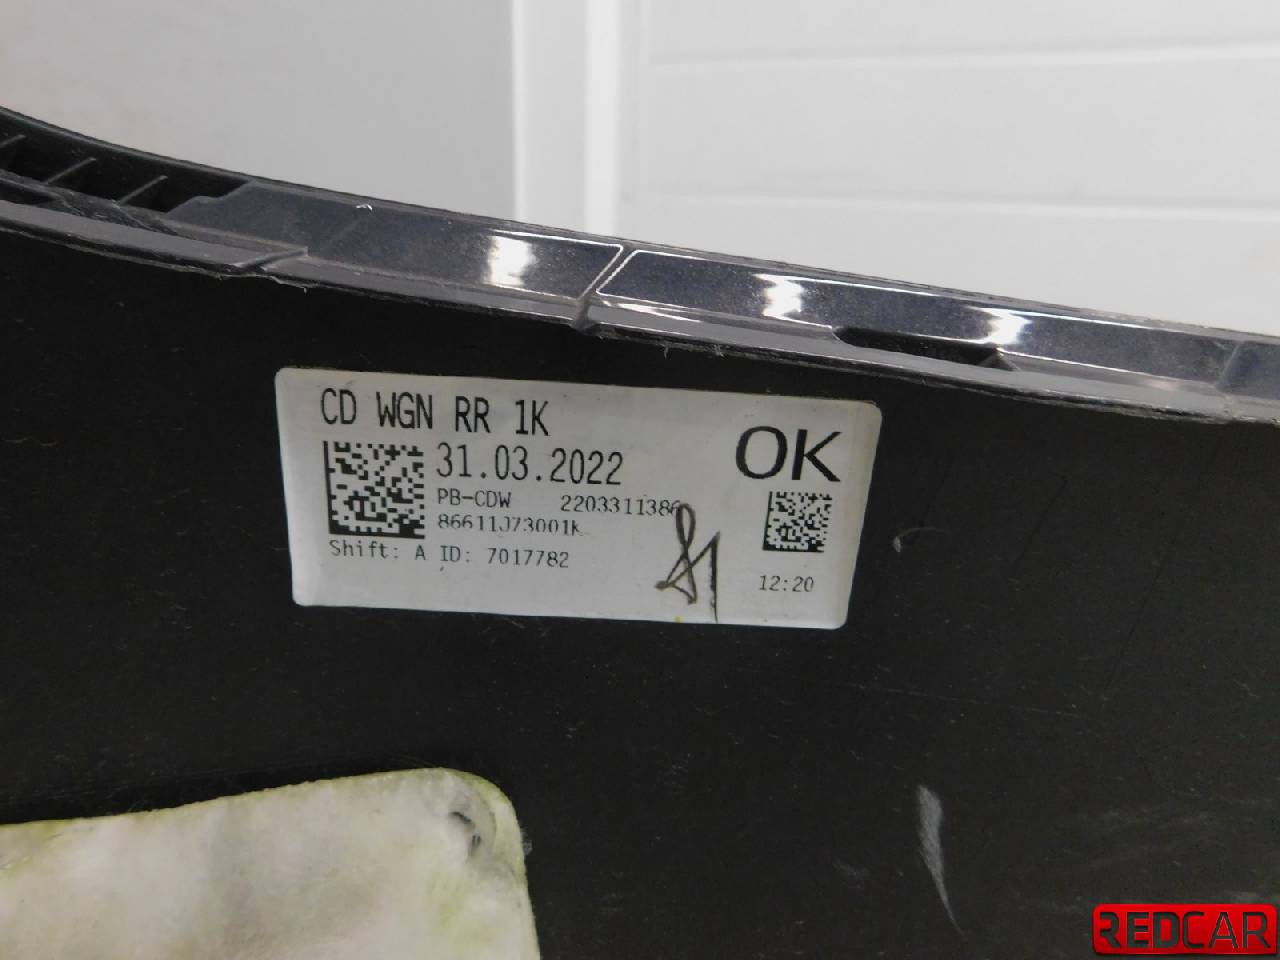 CD WGN RR 1K
31.03.2022
OK
PB-CDW 2203311386
86611J73001K
Shift: A ID: 7017782
12:20
REDCAR